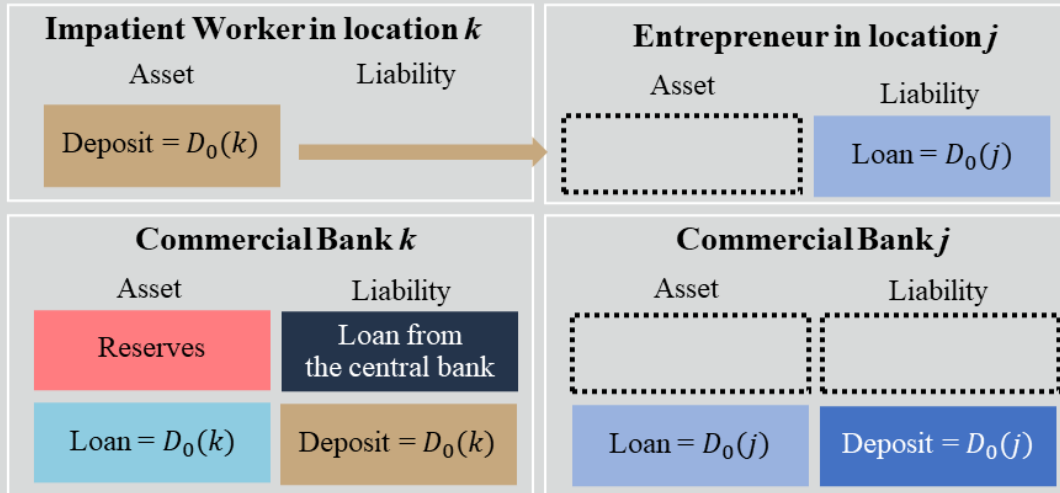 Impatient Worker in location k
Asset
Liability
Deposit = D₀(k)
Entrepreneur in location j
Asset
Liability
Loan = D₀(j)
Commercial Bank k
Asset
Liability
Reserves
Loan from
the central bank
Loan = D₀(k)
Deposit = D₀(k)
Commercial Bank j
Asset
Liability
Loan = D₀(j)
Deposit = D₀(j)